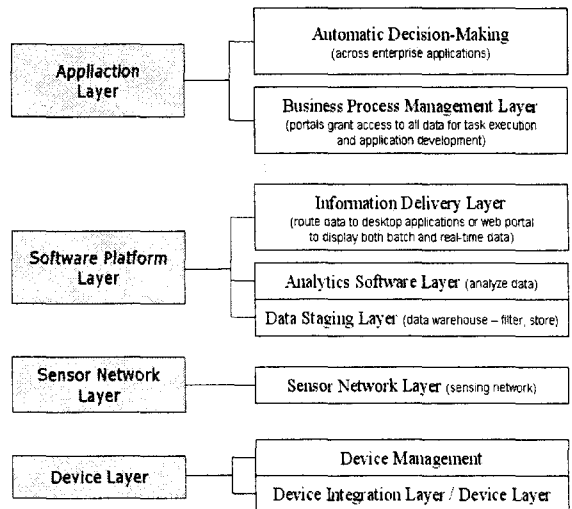 Appliaction
Layer
Automatic Decision-Making
(across enterprise applications)
Business Process Management Layer
(portals grant access to all data for task execution
and application development)
Software Platform
Layer
Information Delivery Layer
(route data to desktop applications or web portal
to display both batch and real-time data)
Analytics Software Layer (analyze data)
Data Staging Layer (data warehouse – filter, store)
Sensor Network
Layer
Sensor Network Layer (sensing network)
Device Layer
Device Management
Device Integration Layer / Device Layer